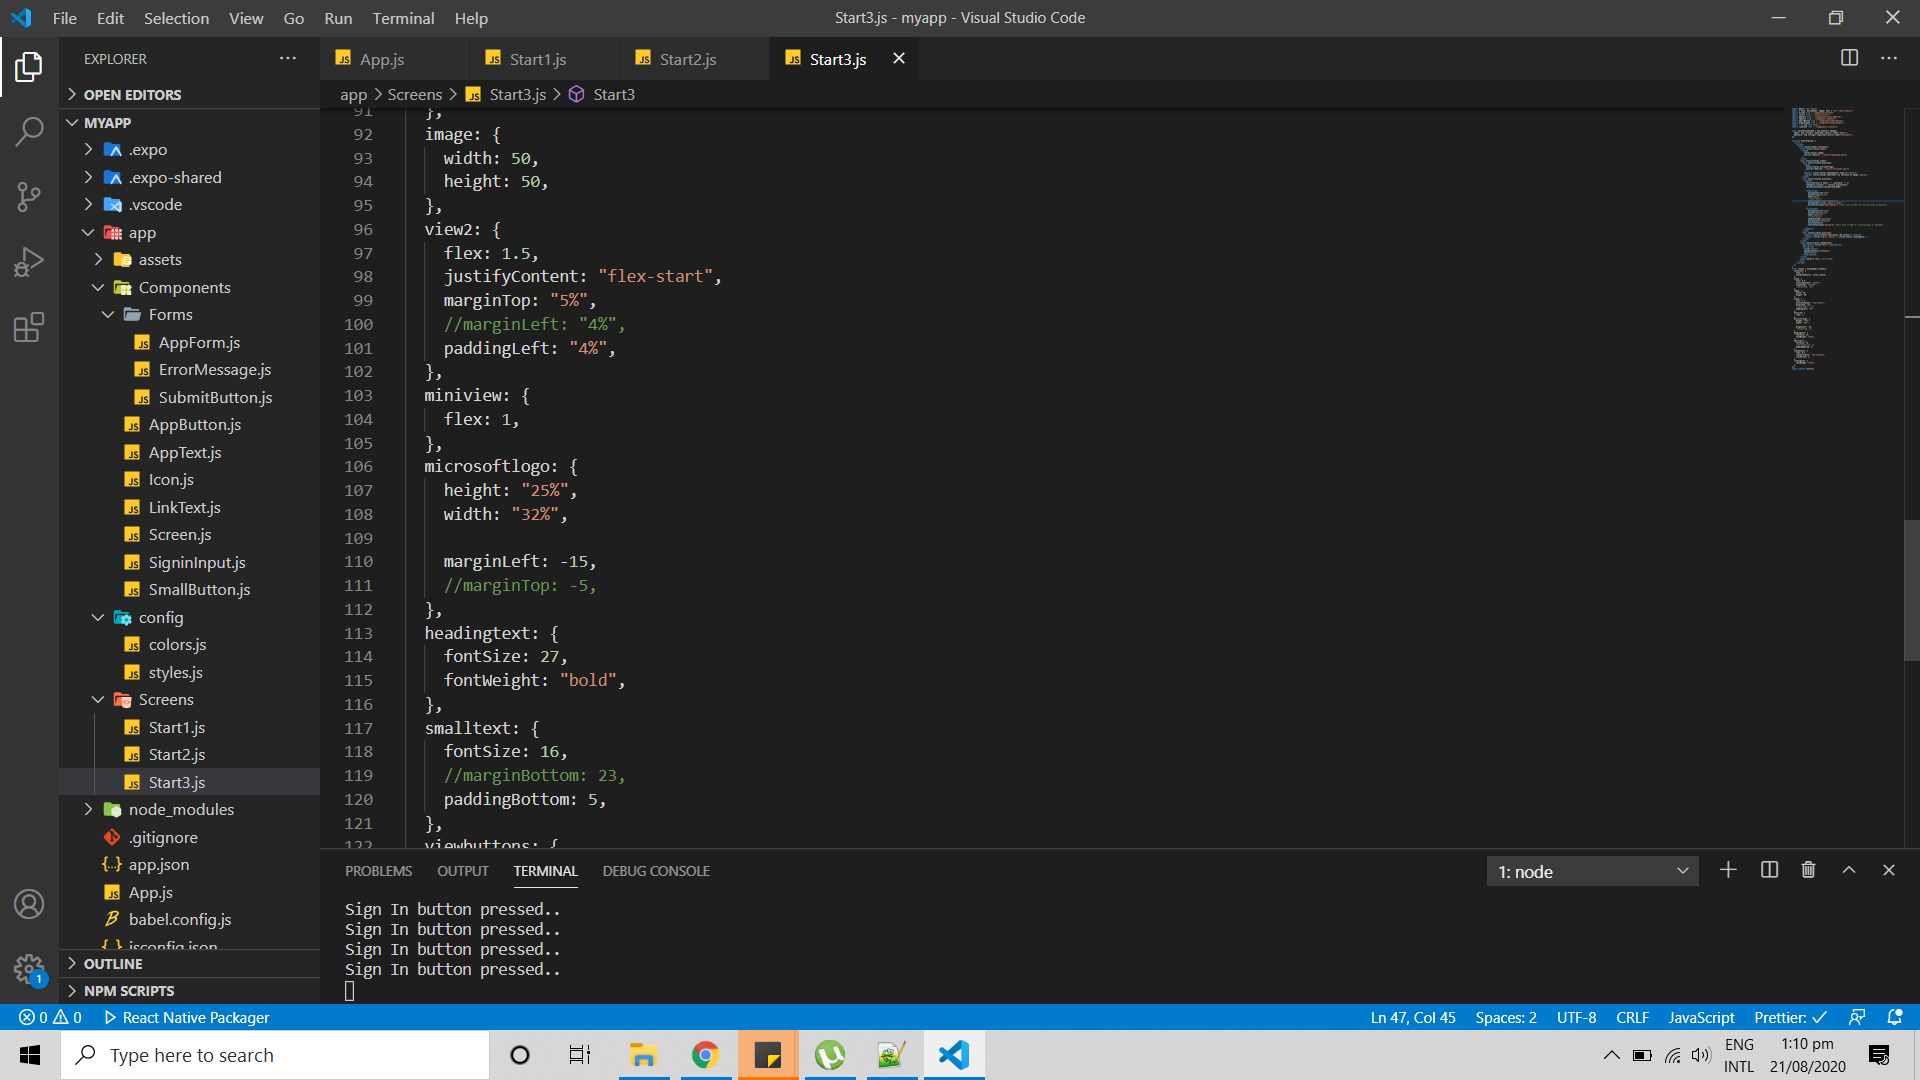 File Edit Selection View Go Run Terminal Help
Start3.js - myapp - Visual Studio Code
EXPLORER
OPEN EDITORS
MYAPP
.expo
.expo-shared
.vscode
app
assets
Components
Forms
AppForm.js
ErrorMessage.js
SubmitButton.js
AppButton.js
AppText.js
Icon.js
LinkText.js
Screen.js
SigninInput.js
SmallButton.js
config
colors.js
styles.js
Screens
Start1.js
Start2.js
Start3.js
node_modules
.gitignore
app.json
App.js
babel.config.js
jsconfig.json
OUTLINE
NPM SCRIPTS
App.js Start1.js Start2.js Start3.js
app > Screens > Start3.js > Start3
91 },
92 image: {
93 width: 50,
94 height: 50,
95 },
96 view2: {
97 flex: 1.5,
98 justifyContent: "flex-start",
99 marginTop: "5%",
100 //marginLeft: "4%",
101 paddingLeft: "4%",
102 },
103 miniview: {
104 flex: 1,
105 },
106 microsoftlogo: {
107 height: "25%",
108 width: "32%",
109
110 marginLeft: -15,
111 //marginTop: -5,
112 },
113 headingtext: {
114 fontSize: 27,
115 fontWeight: "bold",
116 },
117 smalltext: {
118 fontSize: 16,
119 //marginBottom: 23,
120 paddingBottom: 5,
121 },
122 viewbuttons: {
PROBLEMS OUTPUT TERMINAL DEBUG CONSOLE
1: node
Sign In button pressed..
Sign In button pressed..
Sign In button pressed..
Sign In button pressed..
1
0 0 React Native Packager
Ln 47, Col 45 Spaces: 2 UTF-8 CRLF JavaScript Prettier: ✓
Type here to search
ENG
INTL
1:10 pm
21/08/2020